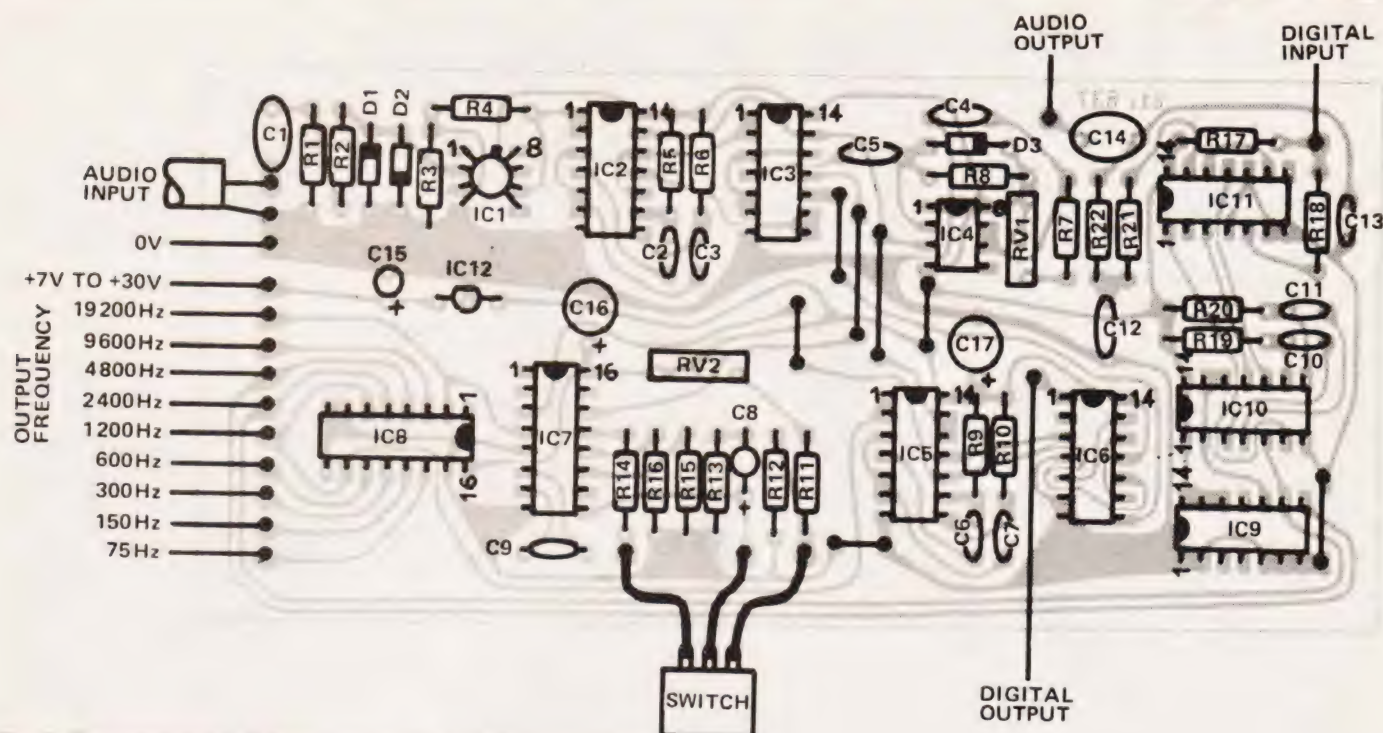 AUDIO
OUTPUT
DIGITAL
INPUT
C1
R1
R2
D1
D2
R3
R4
1
8
IC1
1
14
IC2
R5
R6
1
14
IC3
C4
C5
D3
R8
C14
14
R17
IC11
1
R18
C13
AUDIO
INPUT
0V
+7V TO +30V
C15
+
IC12
C2
C3
1
IC4
RV1
R7
R22
R21
OUTPUT
FREQUENCY
19200Hz
9600Hz
4800Hz
2400Hz
1200Hz
600Hz
300Hz
150Hz
75Hz
C16
+
RV2
C17
+
C12
R20
C11
R19
C10
14
1
IC8
16
1
16
IC7
C8
R14
R16
R15
R13
+
R12
R11
1
14
IC5
R9
R10
1
14
IC6
IC10
1
14
IC9
1
C9
C6
C7
SWITCH
DIGITAL
OUTPUT